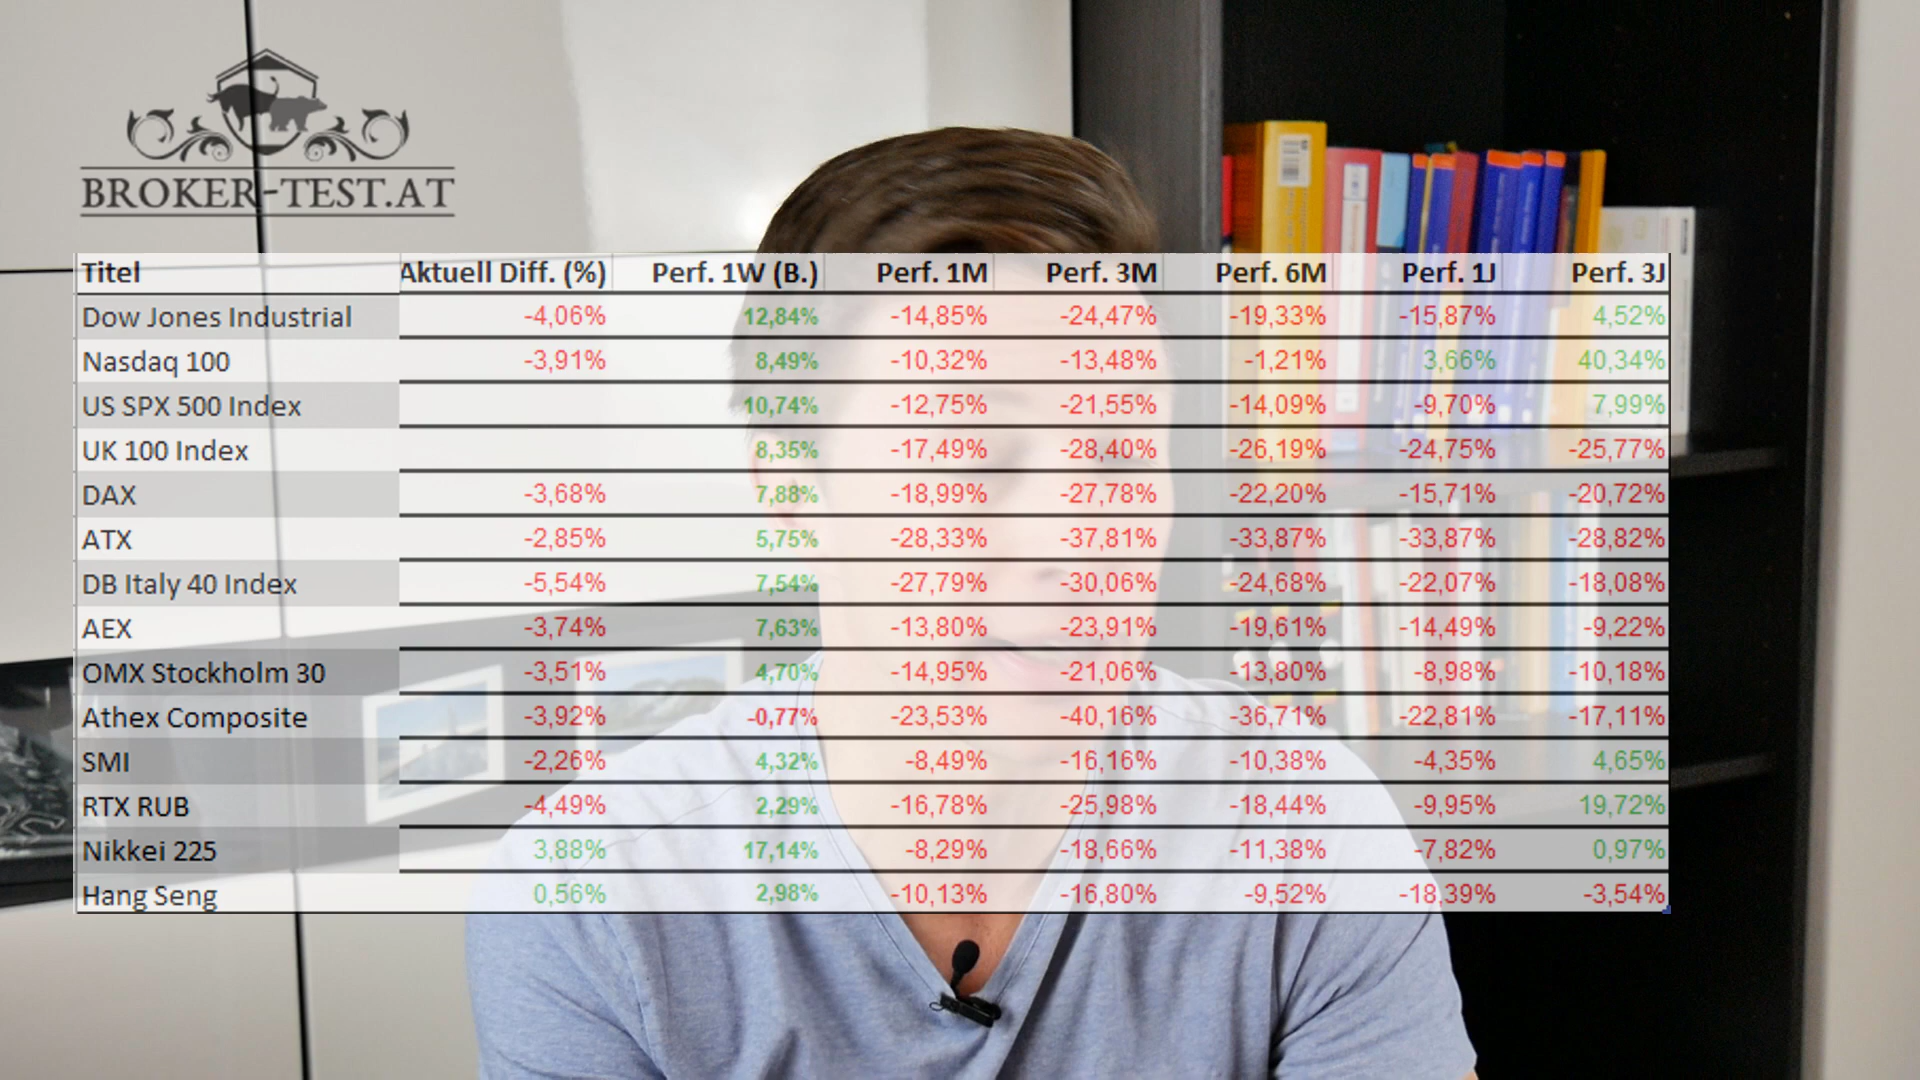 BROKER-TEST.AT
Titel Aktuell Diff. (%) Perf. 1W (B.) Perf. 1M Perf. 3M Perf. 6M Perf. 1J Perf. 3J
Dow Jones Industrial -4,06% 12,84% -14,85% -24,47% -19,33% -15,87% 4,52%
Nasdaq 100 -3,91% 8,49% -10,32% -13,48% -1,21% 3,66% 40,34%
US SPX 500 Index 10,74% -12,75% -21,55% -14,09% -9,70% 7,99%
UK 100 Index 8,35% -17,49% -28,40% -26,19% -24,75% -25,77%
DAX -3,68% 7,88% -18,99% -27,78% -22,20% -15,71% -20,72%
ATX -2,85% 5,75% -28,33% -37,81% -33,87% -33,87% -28,82%
DB Italy 40 Index -5,54% 7,54% -27,79% -30,06% -24,68% -22,07% -18,08%
AEX -3,74% 7,63% -13,80% -23,91% -19,61% -14,49% -9,22%
OMX Stockholm 30 -3,51% 4,70% -14,95% -21,06% -13,80% -8,98% -10,18%
Athex Composite -3,92% -0,77% -23,53% -40,16% -36,71% -22,81% -17,11%
SMI -2,26% 4,32% -8,49% -16,16% -10,38% -4,35% 4,65%
RTX RUB -4,49% 2,29% -16,78% -25,98% -18,44% -9,95% 19,72%
Nikkei 225 3,88% 17,14% -8,29% -18,66% -11,38% -7,82% 0,97%
Hang Seng 0,56% 2,98% -10,13% -16,80% -9,52% -18,39% -3,54%